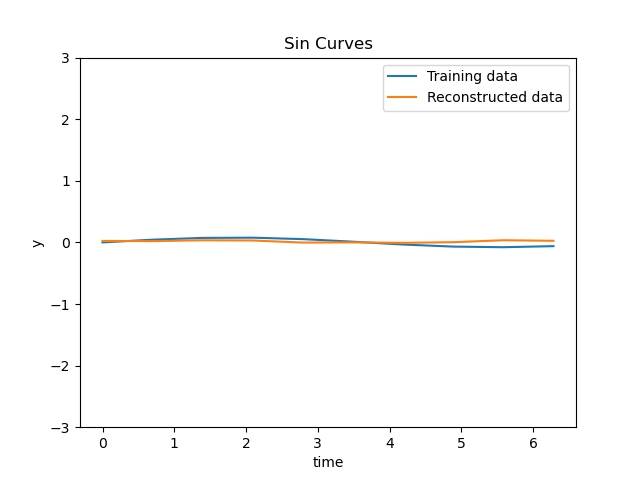 Sin Curves
Training data
Reconstructed data
3
2
1
0
−1
−2
−3
y
0 1 2 3 4 5 6
time